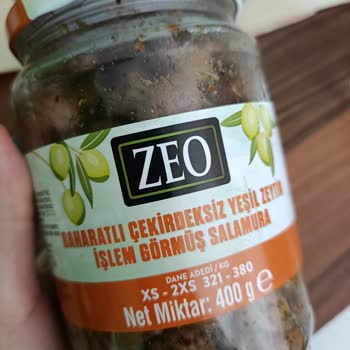 ZEO
BAHARATLI ÇEKİRDEKSİZ YEŞİL ZEYTİN
İŞLEM GÖRMÜŞ SALAMURA
DANE ADEDİ / KG
XS - 2XS 321 - 380
Net Miktar: 400 g ℮